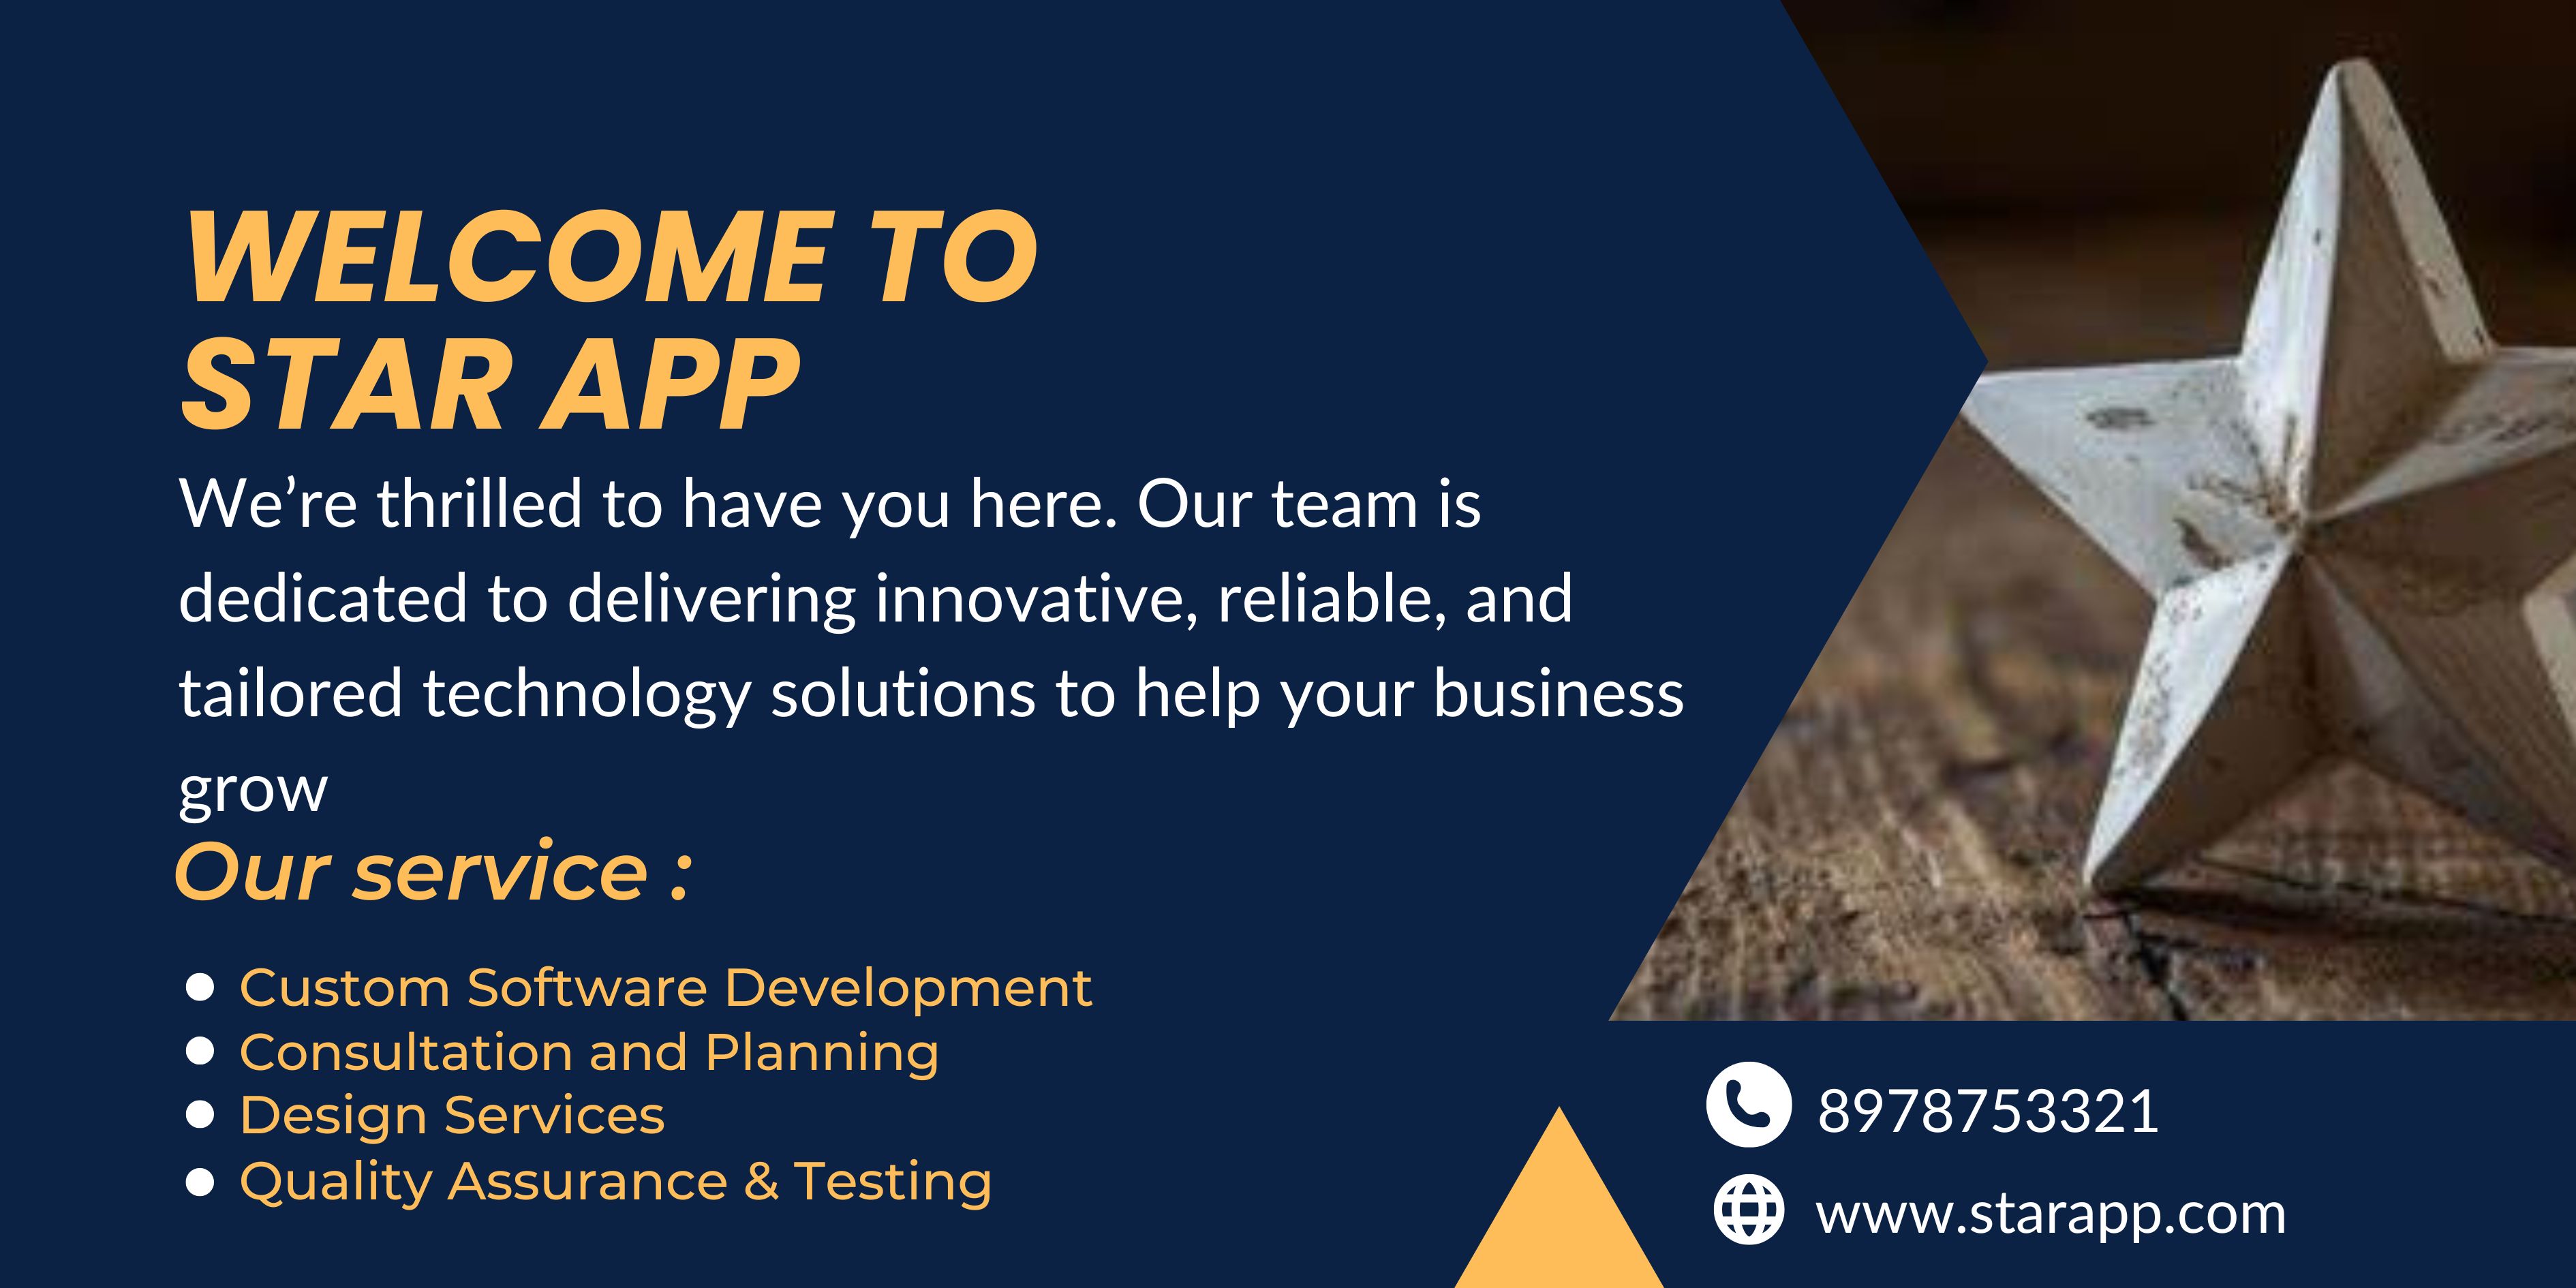 WELCOME TO
STAR APP
We’re thrilled to have you here. Our team is
dedicated to delivering innovative, reliable, and
tailored technology solutions to help your business
grow
Our service :
Custom Software Development
Consultation and Planning
Design Services
Quality Assurance & Testing
8978753321
www.starapp.com